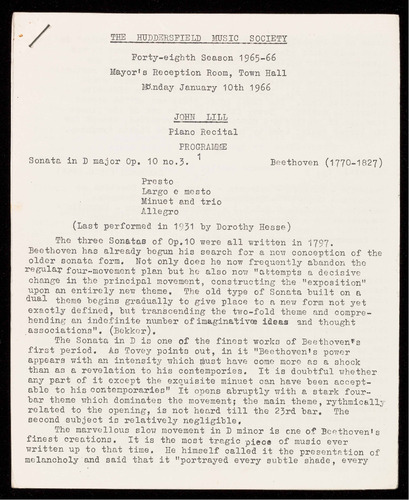 THE HUDDERSFIELD MUSIC SOCIETY
Forty-eighth Season 1965-66
Mayor's Reception Room, Town Hall
Monday January 10th 1966
JOHN LILL
Piano Recital
PROGRAMME
1
Sonata in D major Op. 10 no.3. Beethoven (1770-1827)
Presto
Largo e mesto
Minuet and trio
Allegro
(Last performed in 1931 by Dorothy Hesse)
The three Sonatas of Op.10 were all written in 1797.
Beethoven has already begun his search for a new conception of the
older sonata form. Not only does he now frequently abandon the
regular four-movement plan but he also now "attempts a decisive
change in the principal movement, constructing the "exposition"
upon an entirely new theme. The old type of Sonata built on a
dual theme begins gradually to give place to a new form not yet
exactly defined, but transcending the two-fold theme and compre-
hending an indefinite number of imaginative ideas and thought
associations". (Bekker).
The Sonata in D is one of the finest works of Beethoven's
first period. As Tovey points out, in it "Beethoven's power
appears with an intensity which must have come more as a shock
than as a revelation to his contempories. It is doubtful whether
any part of it except the exquisite minuet can have been accept-
able to his contemporaries" It opens abruptly with a stark four-
bar theme which dominates the movement; the main theme, rythmically
related to the opening, is not heard till the 23rd bar. The
second subject is relatively negligible.
The marvellous slow movement in D minor is one of Beethoven's
finest creations. It is the most tragic piece of music ever
written up to that time. He himself called it the presentation of
melancholy and said that it "portrayed every subtle shade, every